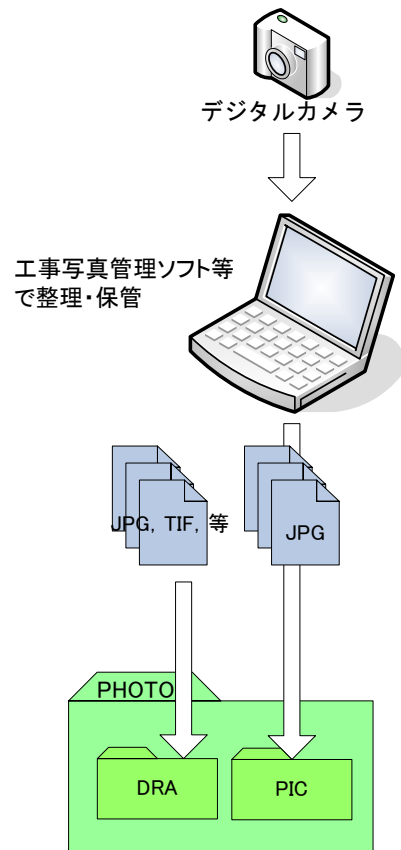 デジタルカメラ
工事写真管理ソフト等
で整理・保管
JPG, TIF, 等
JPG
PHOTO
DRA
PIC